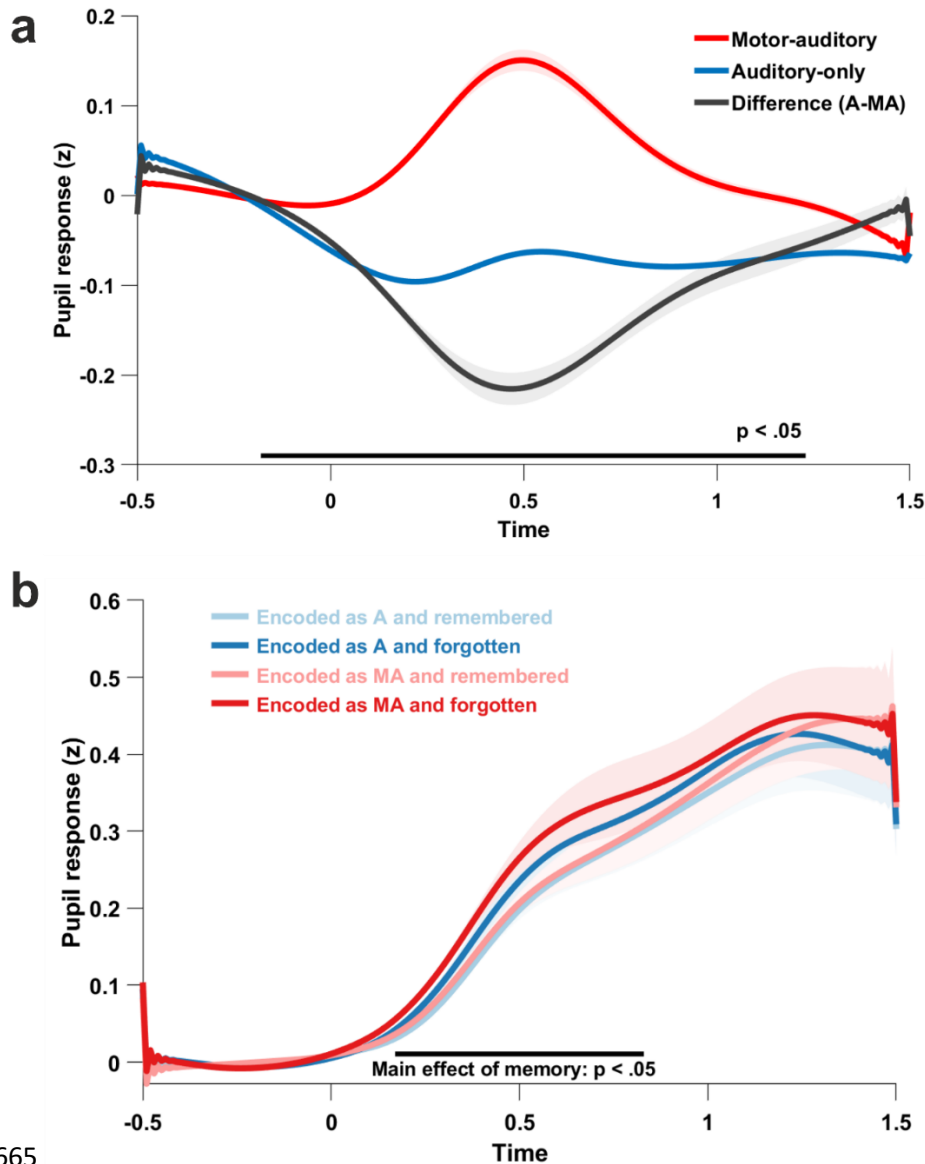 a
0.2
Motor-auditory
Auditory-only
Difference (A-MA)
0.1
0
-0.1
-0.2
-0.3
Pupil response (z)
p < .05
-0.5
0
0.5
1
1.5
Time
b
0.6
Encoded as A and remembered
Encoded as A and forgotten
Encoded as MA and remembered
Encoded as MA and forgotten
0.5
0.4
0.3
0.2
0.1
0
Pupil response (z)
Main effect of memory: p < .05
-0.5
0
0.5
1
1.5
Time
665